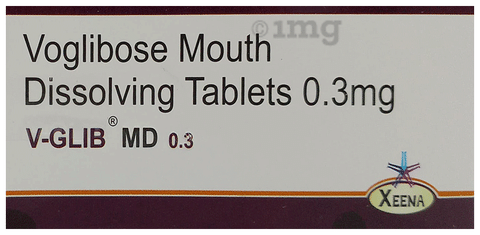 ©1mg
Voglibose Mouth
Dissolving Tablets 0.3mg
V-GLIB® MD 0.3
XEENA